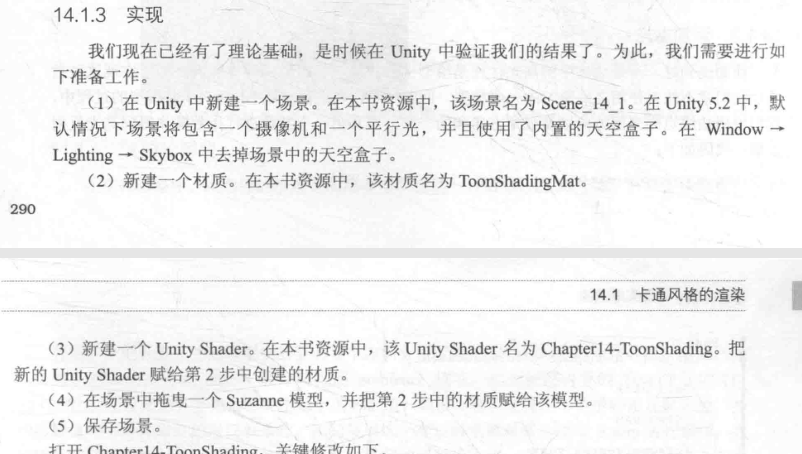 14.1.3 实现
我们现在已经有了理论基础，是时候在 Unity 中验证我们的结果了。为此，我们需要进行如
下准备工作。
（1）在 Unity 中新建一个场景。在本书资源中，该场景名为 Scene_14_1。在 Unity 5.2 中，默
认情况下场景将包含一个摄像机和一个平行光，并且使用了内置的天空盒子。在 Window →
Lighting → Skybox 中去掉场景中的天空盒子。
（2）新建一个材质。在本书资源中，该材质名为 ToonShadingMat。
290
14.1 卡通风格的渲染
（3）新建一个 Unity Shader。在本书资源中，该 Unity Shader 名为 Chapter14-ToonShading。把
新的 Unity Shader 赋给第 2 步中创建的材质。
（4）在场景中拖曳一个 Suzanne 模型，并把第 2 步中的材质赋给该模型。
（5）保存场景。
打开 Chapter14-ToonShading，关键修改如下。